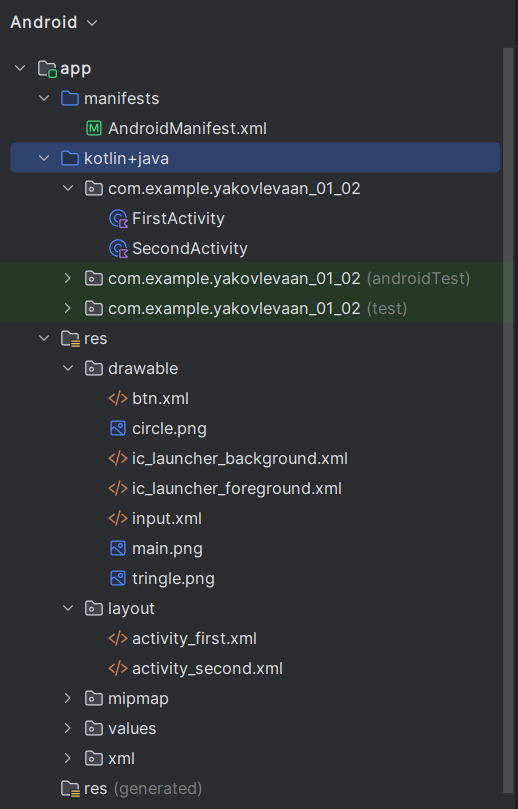 Android
app
manifests
AndroidManifest.xml
kotlin+java
com.example.yakovlevaan_01_02
FirstActivity
SecondActivity
com.example.yakovlevaan_01_02 (androidTest)
com.example.yakovlevaan_01_02 (test)
res
drawable
btn.xml
circle.png
ic_launcher_background.xml
ic_launcher_foreground.xml
input.xml
main.png
tringle.png
layout
activity_first.xml
activity_second.xml
mipmap
values
xml
res (generated)